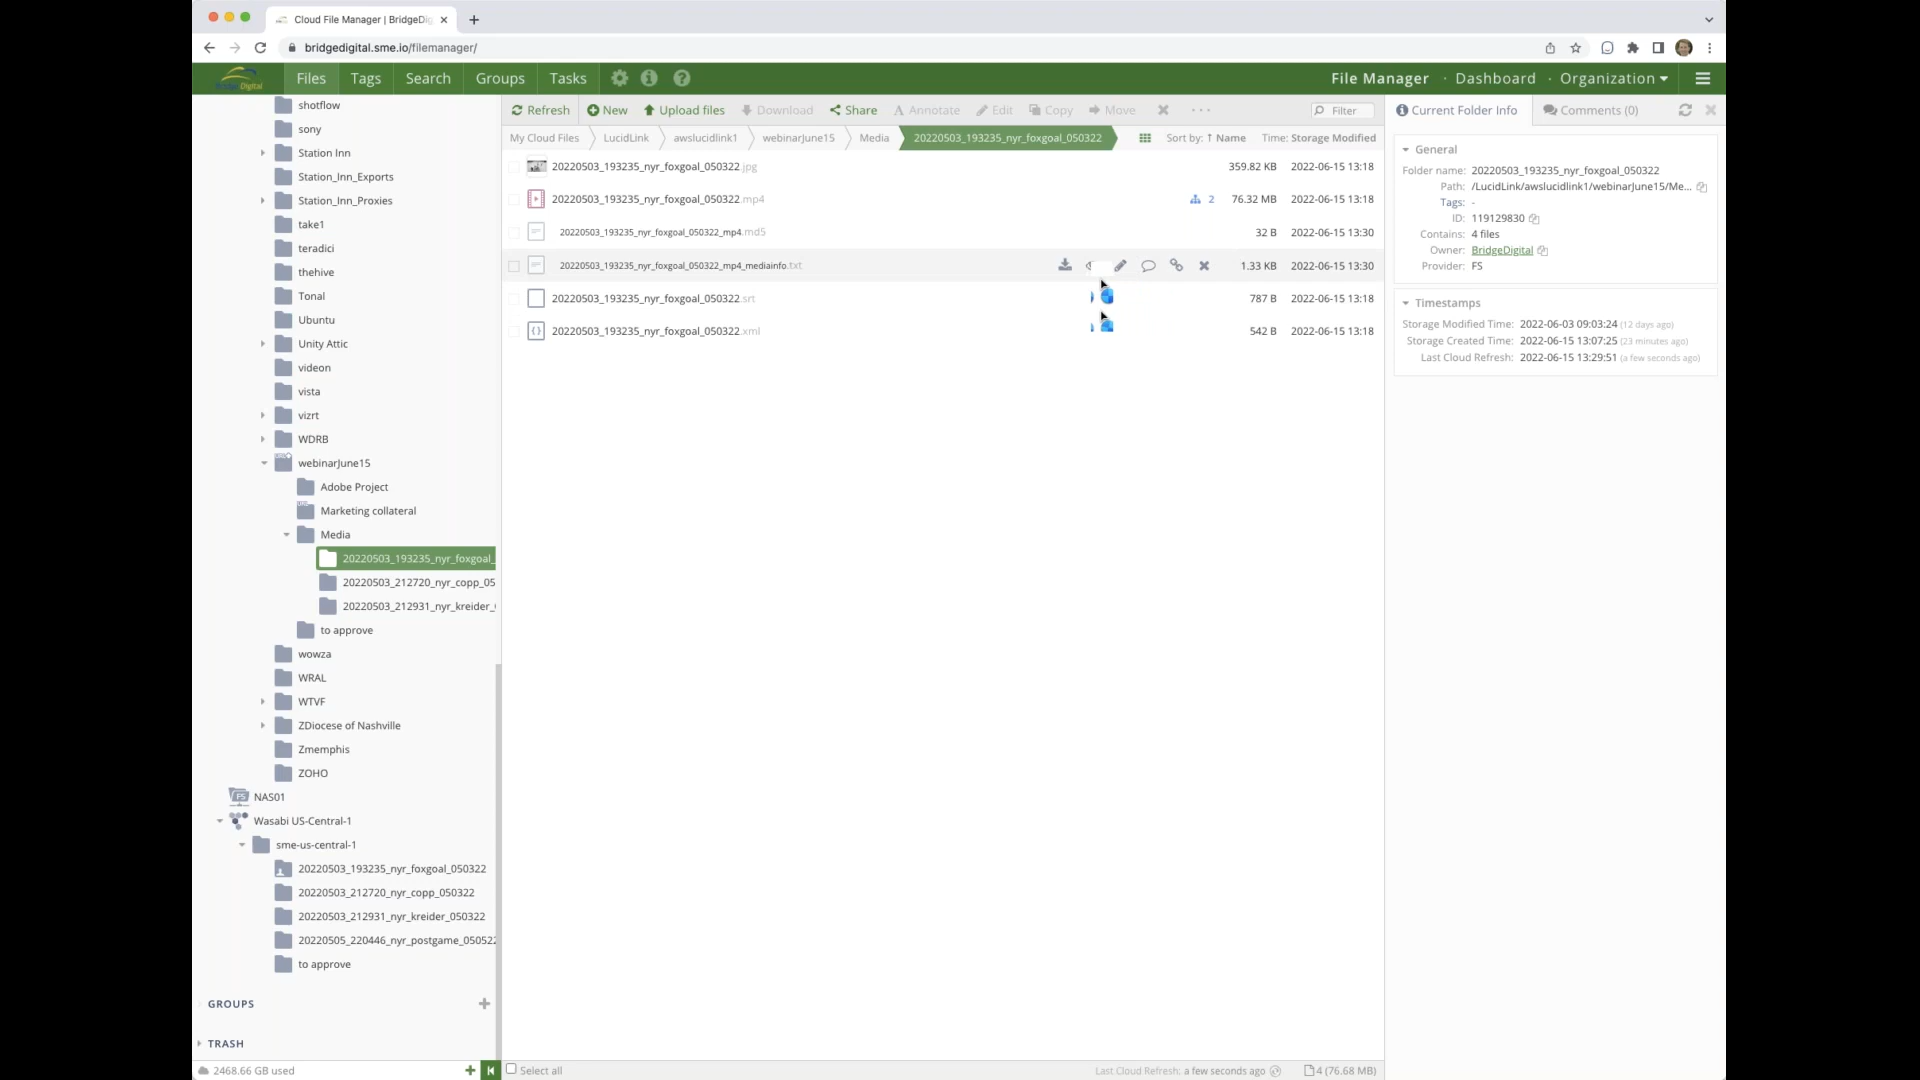 Cloud File Manager | BridgeDig
bridgedigital.sme.io/filemanager/
Files
Tags
Search
Groups
Tasks
File Manager · Dashboard · Organization
shotflow
sony
Station Inn
Station_Inn_Exports
Station_Inn_Proxies
take1
teradici
thehive
Tonal
Ubuntu
Unity Attic
videon
vista
vizrt
WDRB
webinarJune15
Adobe Project
Marketing collateral
Media
20220503_193235_nyr_foxgoal_
20220503_212720_nyr_copp_05
20220503_212931_nyr_kreider_
to approve
wowza
WRAL
WTVF
ZDiocese of Nashville
Zmemphis
ZOHO
NAS01
Wasabi US-Central-1
sme-us-central-1
20220503_193235_nyr_foxgoal_050322
20220503_212720_nyr_copp_050322
20220503_212931_nyr_kreider_050322
20220505_220446_nyr_postgame_050522
to approve
GROUPS
TRASH
2468.66 GB used
Refresh
New
Upload files
Download
Share
Annotate
Edit
Copy
Move
Filter
My Cloud Files
LucidLink
awslucidlink1
webinarJune15
Media
20220503_193235_nyr_foxgoal_050322
Sort by: ↑ Name
Time: Storage Modified
20220503_193235_nyr_foxgoal_050322.jpg 359.82 KB 2022-06-15 13:18
20220503_193235_nyr_foxgoal_050322.mp4 2 76.32 MB 2022-06-15 13:18
20220503_193235_nyr_foxgoal_050322_mp4.md5 32 B 2022-06-15 13:30
20220503_193235_nyr_foxgoal_050322_mp4_mediainfo.txt 1.33 KB 2022-06-15 13:30
20220503_193235_nyr_foxgoal_050322.srt 787 B 2022-06-15 13:18
20220503_193235_nyr_foxgoal_050322.xml 542 B 2022-06-15 13:18
Select all
Last Cloud Refresh: a few seconds ago
4 (76.68 MB)
Current Folder Info
Comments (0)
General
Folder name: 20220503_193235_nyr_foxgoal_050322
Path: /LucidLink/awslucidlink1/webinarJune15/Me...
Tags: -
ID: 119129830
Contains: 4 files
Owner: BridgeDigital
Provider: FS
Timestamps
Storage Modified Time: 2022-06-03 09:03:24 (12 days ago)
Storage Created Time: 2022-06-15 13:07:25 (23 minutes ago)
Last Cloud Refresh: 2022-06-15 13:29:51 (a few seconds ago)